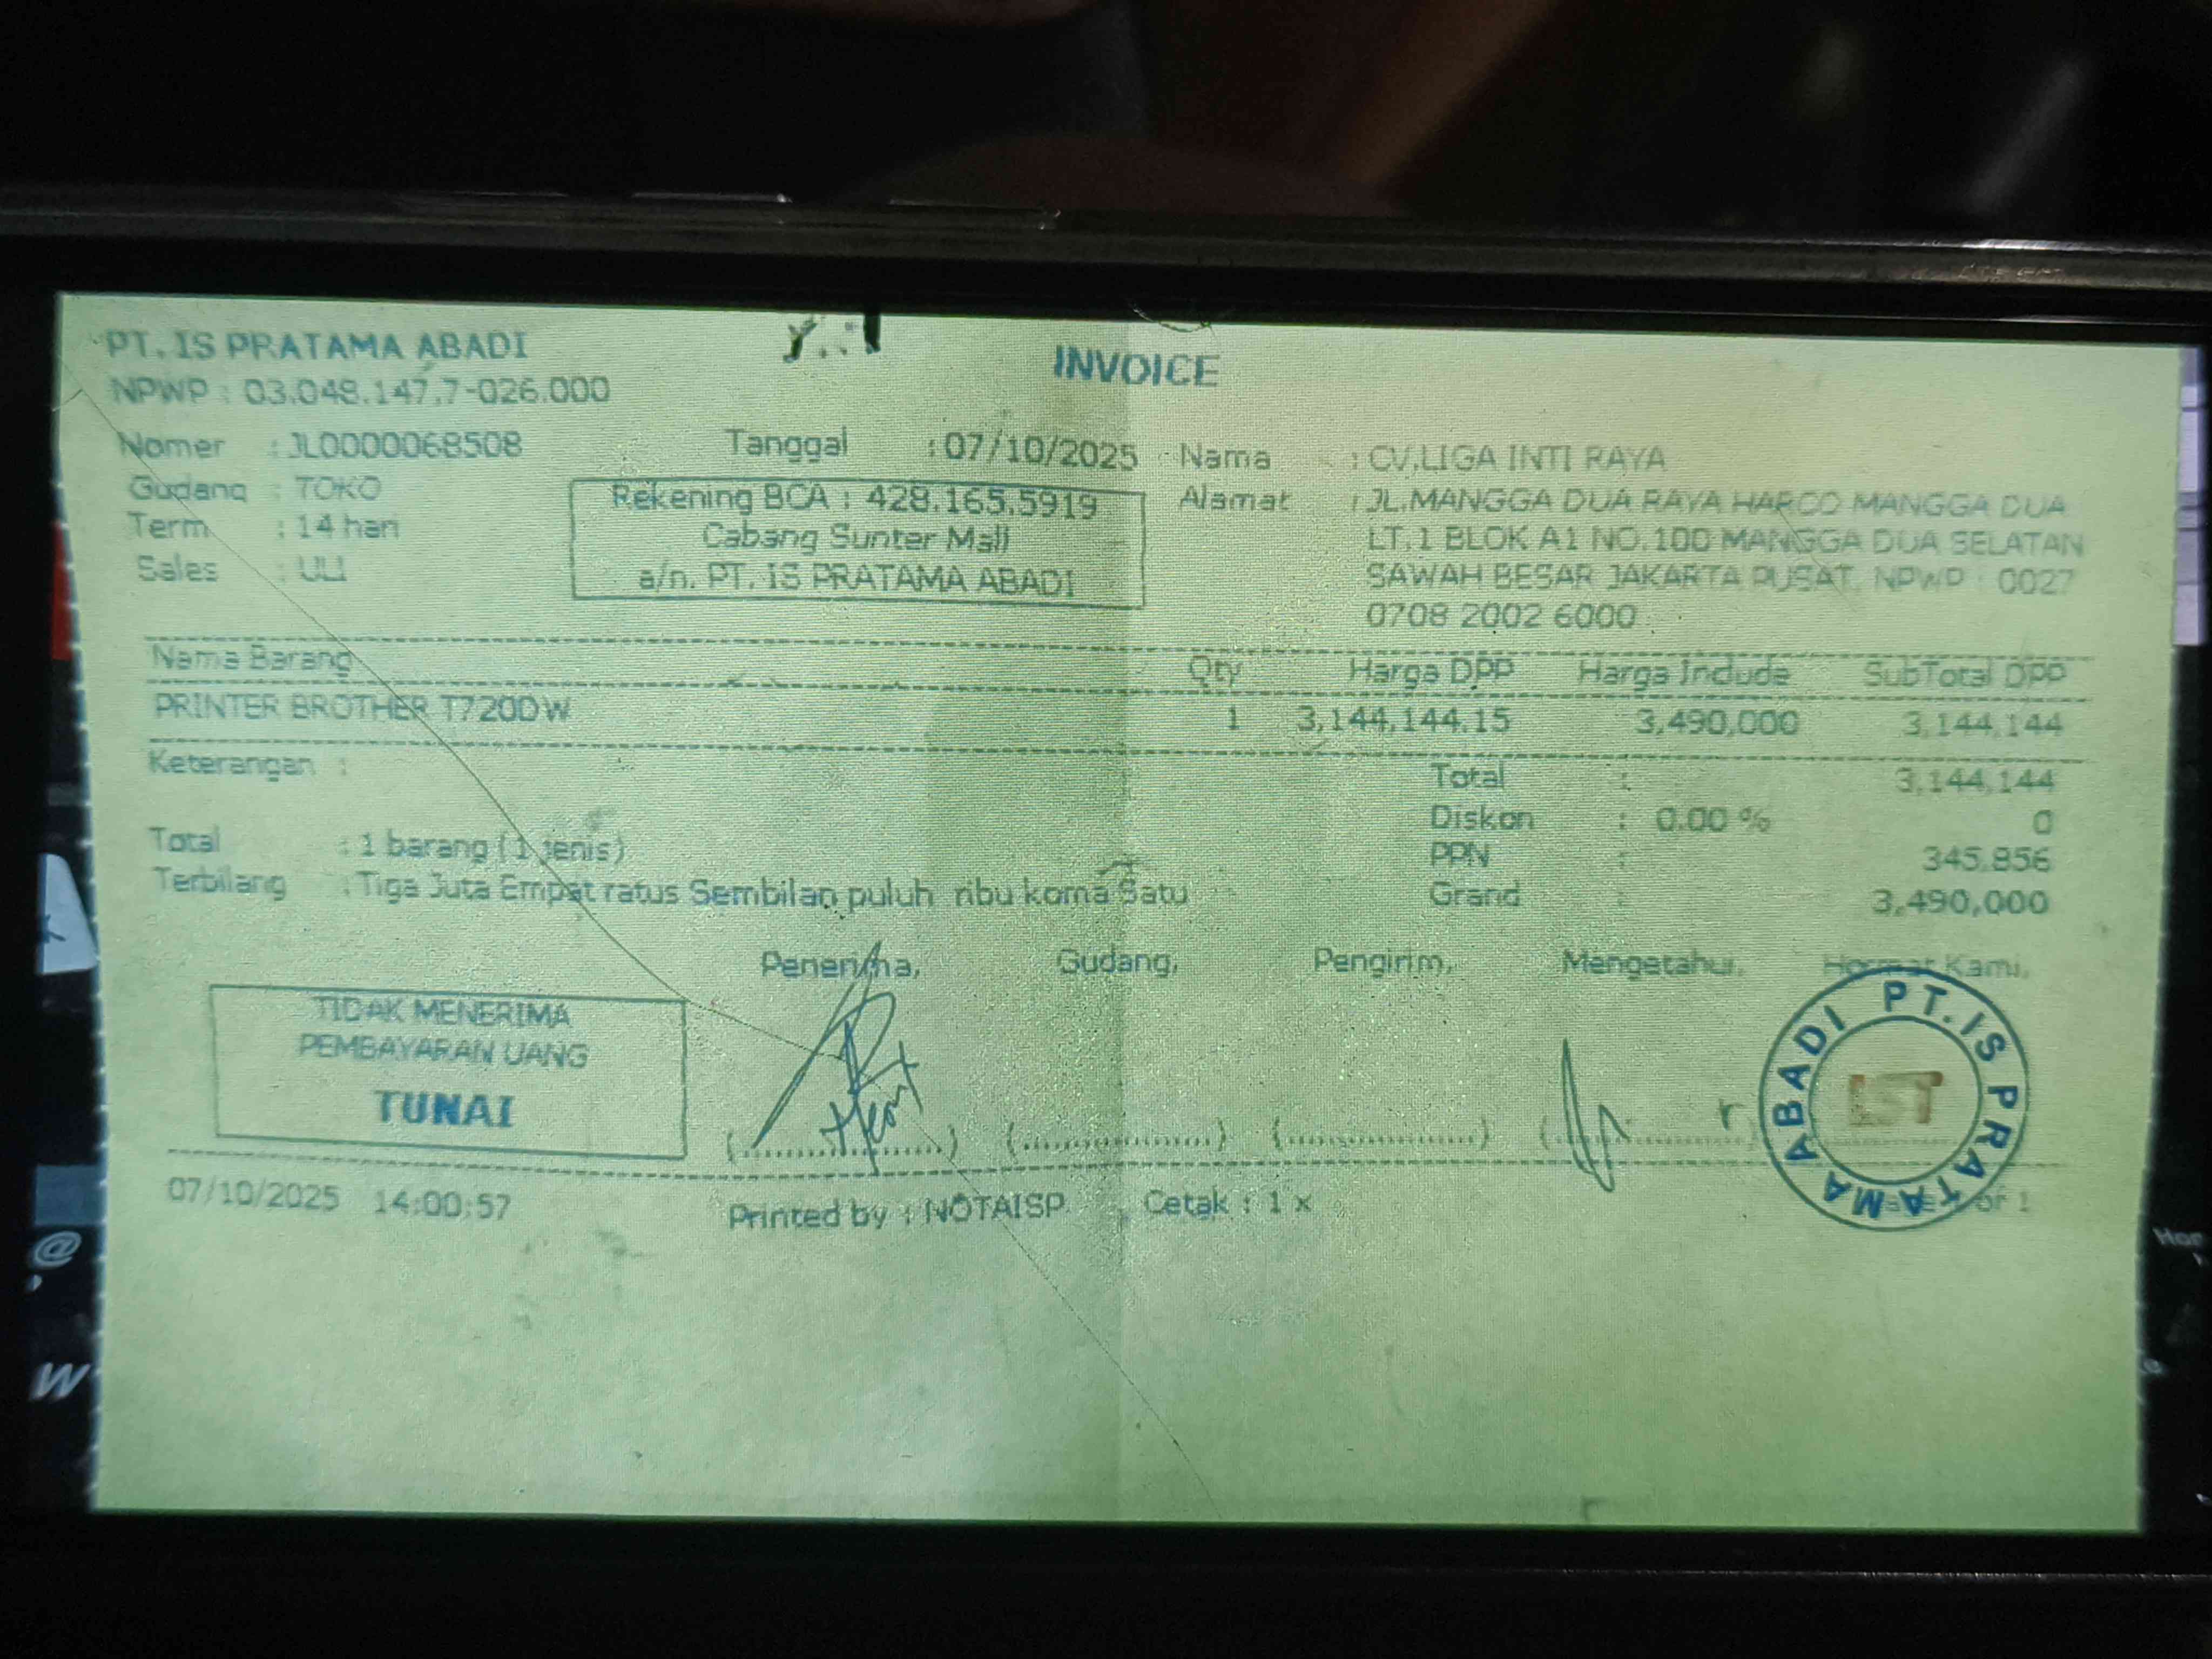 PT. IS PRATAMA ABADI
INVOICE
NPWP : 03.048.147.7-026.000
Nomer : JL0000068508
Tanggal : 07/10/2025
Nama : CV.LIGA INTI RAYA
Gudang : TOKO
Rekening BCA : 428.165.5919
Alamat : JL.MANGGA DUA RAYA HARCO MANGGA DUA
Term : 14 hari
Cabang Sunter Mall
LT.1 BLOK A1 NO.100 MANGGA DUA SELATAN
Sales : ULI
a/n. PT. IS PRATAMA ABADI
SAWAH BESAR JAKARTA PUSAT, NPWP : 0027
0708 2002 6000
Nama Barang Qty Harga DPP Harga Include SubTotal DPP
PRINTER BROTHER T720DW 1 3,144,144.15 3,490,000 3,144,144
Keterangan :
Total : 3,144,144
Diskon : 0.00 % 0
Total : 1 barang (1 jenis)
PPN : 345.856
Terbilang : Tiga Juta Empat ratus Sembilan puluh ribu koma Satu
Grand : 3,490,000
Penerima, Gudang, Pengirim, Mengetahui, Hormat Kami,
TIDAK MENERIMA
PEMBAYARAN UANG
TUNAI
PT. IS PRATAMA ABADI
IST
07/10/2025 14:00:57 Printed by : NOTAISP Cetak : 1 x
or 1
@
W